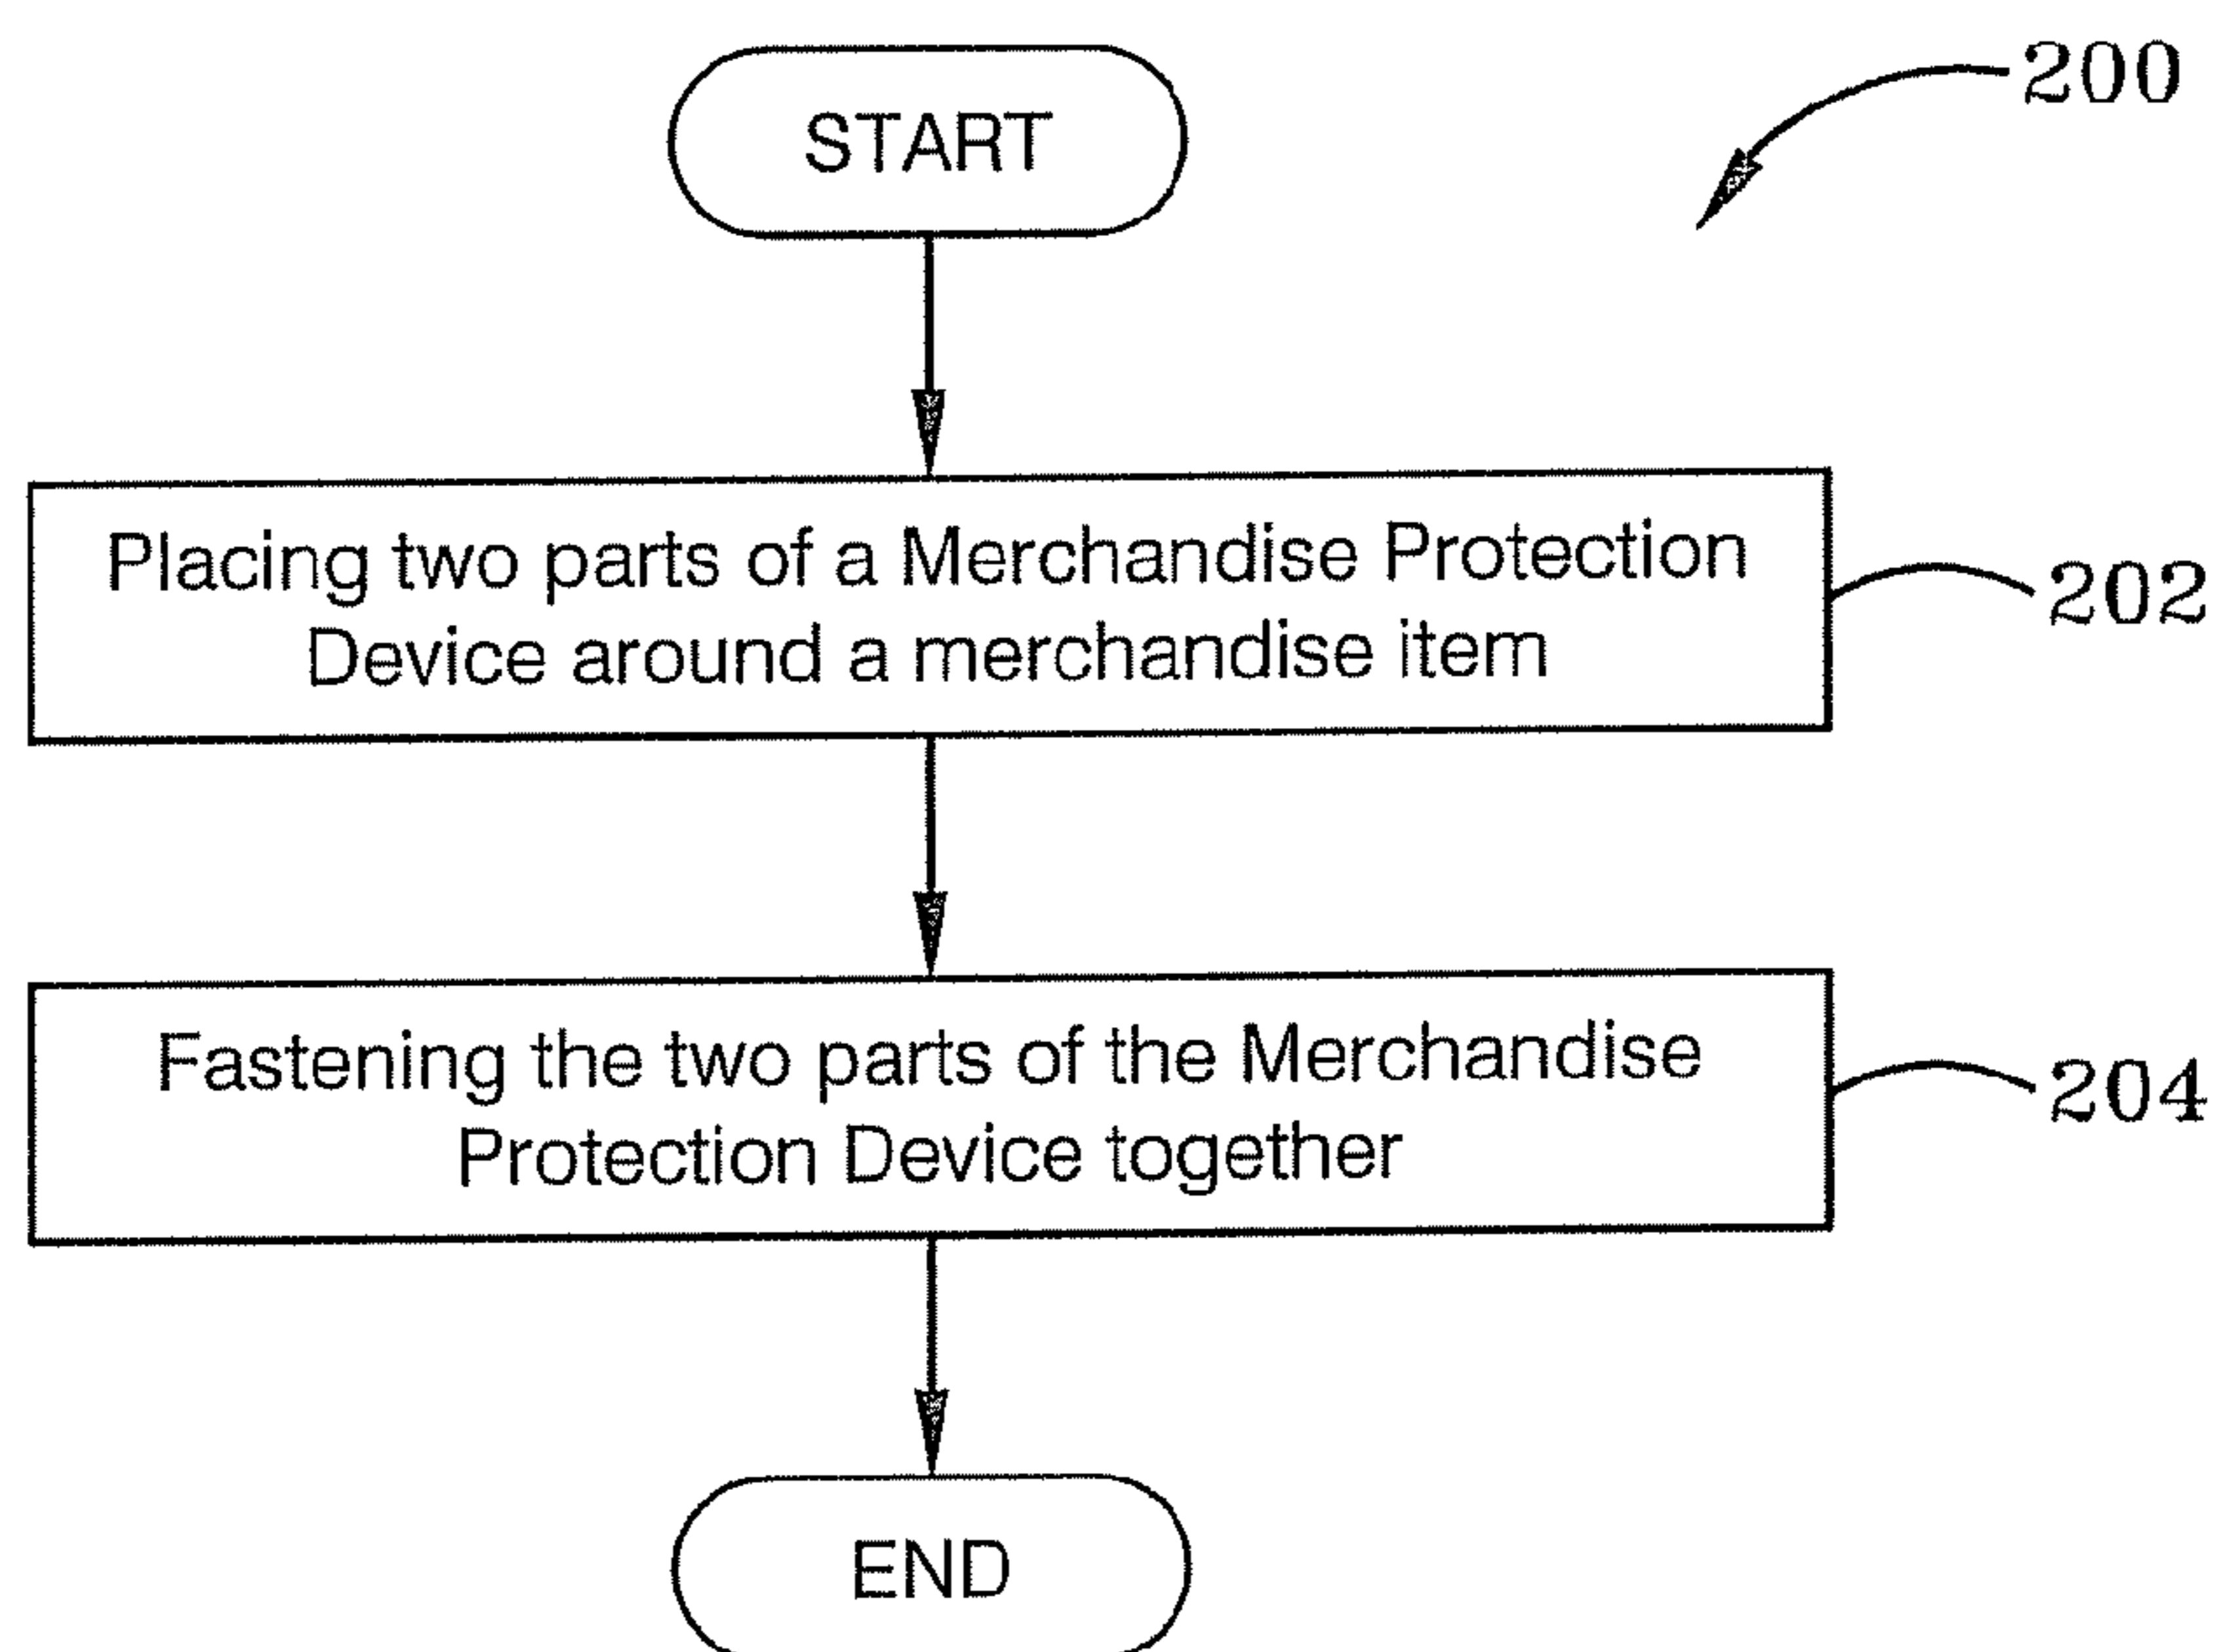 START
200
Placing two parts of a Merchandise Protection
Device around a merchandise item
202
Fastening the two parts of the Merchandise
Protection Device together
204
END